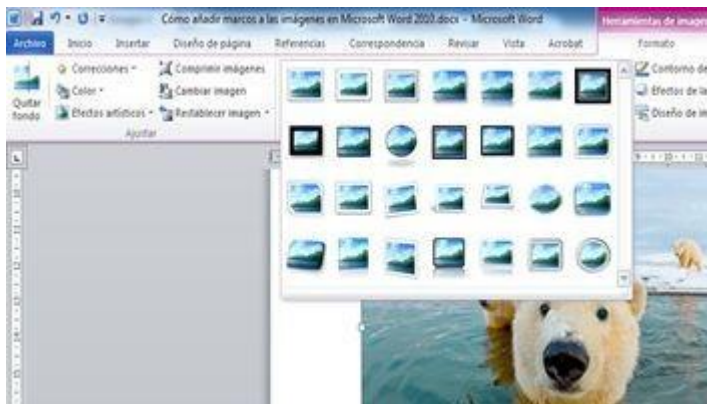 Cómo añadir marcos a las imágenes en Microsoft Word 2010.docx - Microsoft Word
Herramientas de imagen
Archivo Inicio Insertar Diseño de página Referencias Correspondencia Revisar Vista Acrobat Formato
Correcciones Comprimir imágenes Contorno de
Color Cambiar imagen Efectos de la
Quitar fondo
Efectos artísticos Restablecer imagen Diseño de im
Ajustar